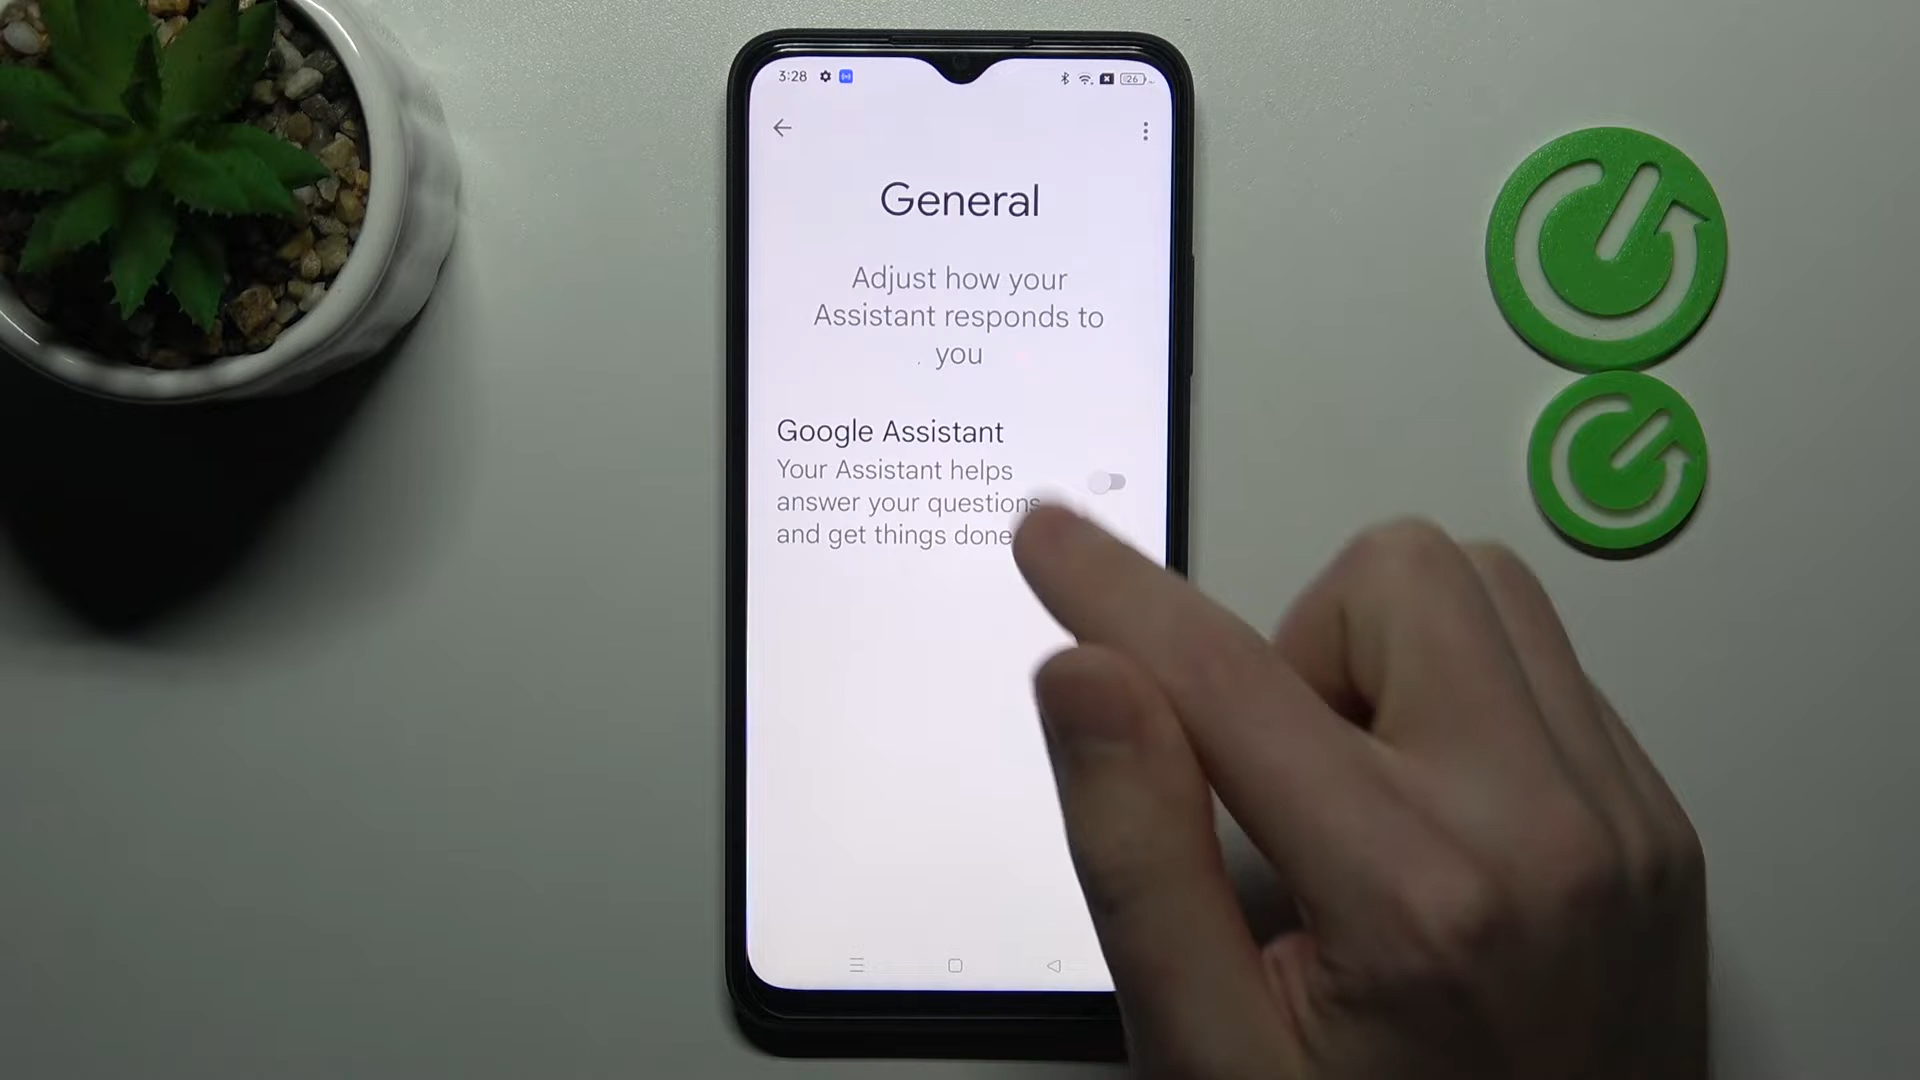 3:28
26
General
Adjust how your
Assistant responds to
you
Google Assistant
Your Assistant helps
answer your questions
and get things done